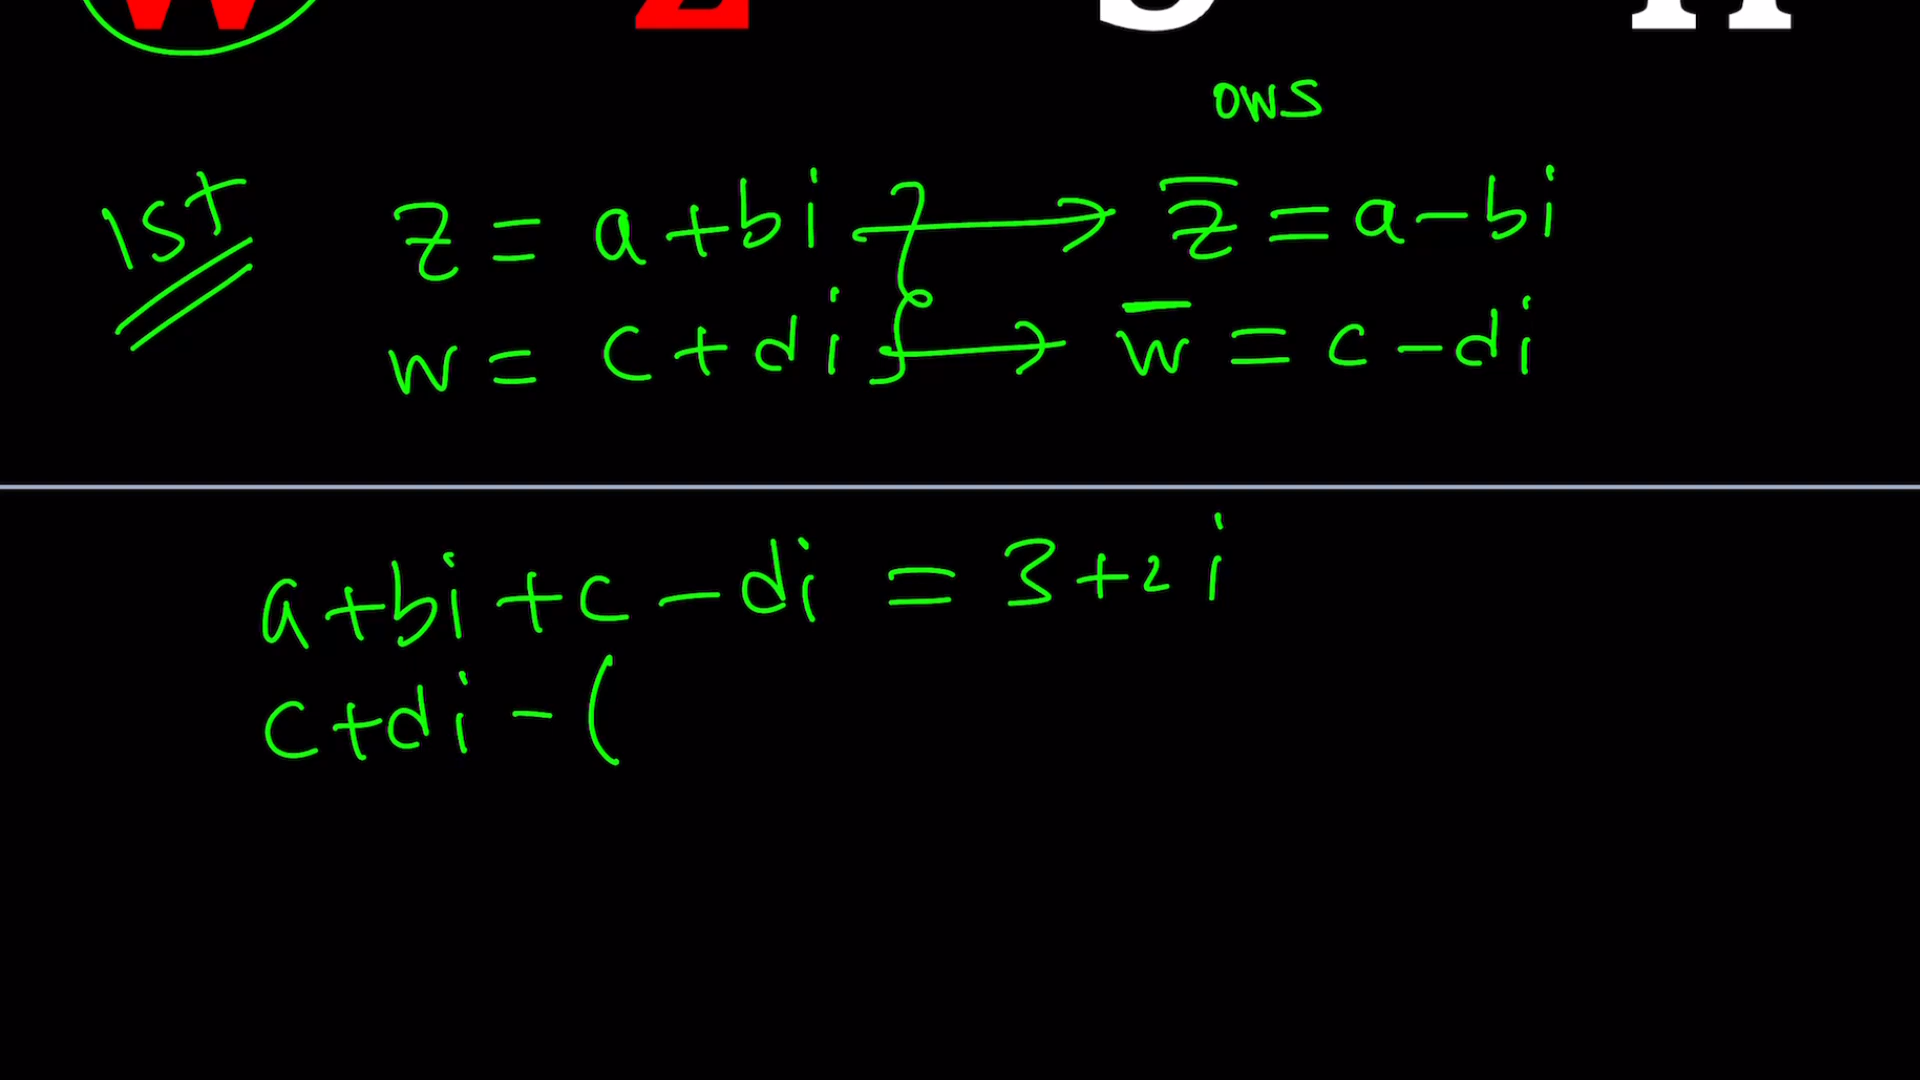 ows
1st z = a + bi → z̅ = a - bi
w = c + di → w̅ = c - di
a + bi + c - di = 3 + 2i
c + di - (